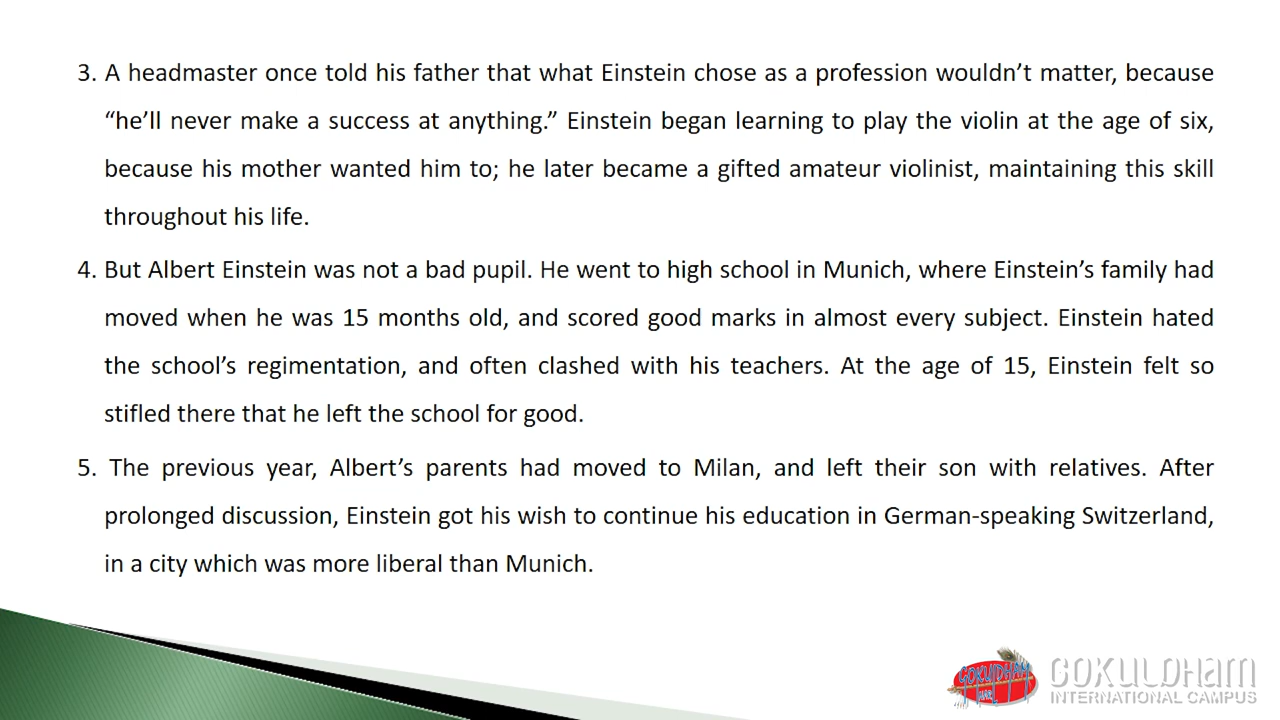 3. A headmaster once told his father that what Einstein chose as a profession wouldn’t matter, because
“he’ll never make a success at anything.” Einstein began learning to play the violin at the age of six,
because his mother wanted him to; he later became a gifted amateur violinist, maintaining this skill
throughout his life.
4. But Albert Einstein was not a bad pupil. He went to high school in Munich, where Einstein’s family had
moved when he was 15 months old, and scored good marks in almost every subject. Einstein hated
the school’s regimentation, and often clashed with his teachers. At the age of 15, Einstein felt so
stifled there that he left the school for good.
5. The previous year, Albert’s parents had moved to Milan, and left their son with relatives. After
prolonged discussion, Einstein got his wish to continue his education in German-speaking Switzerland,
in a city which was more liberal than Munich.
GOKULDHAM
NAR
GOKULDHAM
INTERNATIONAL CAMPUS